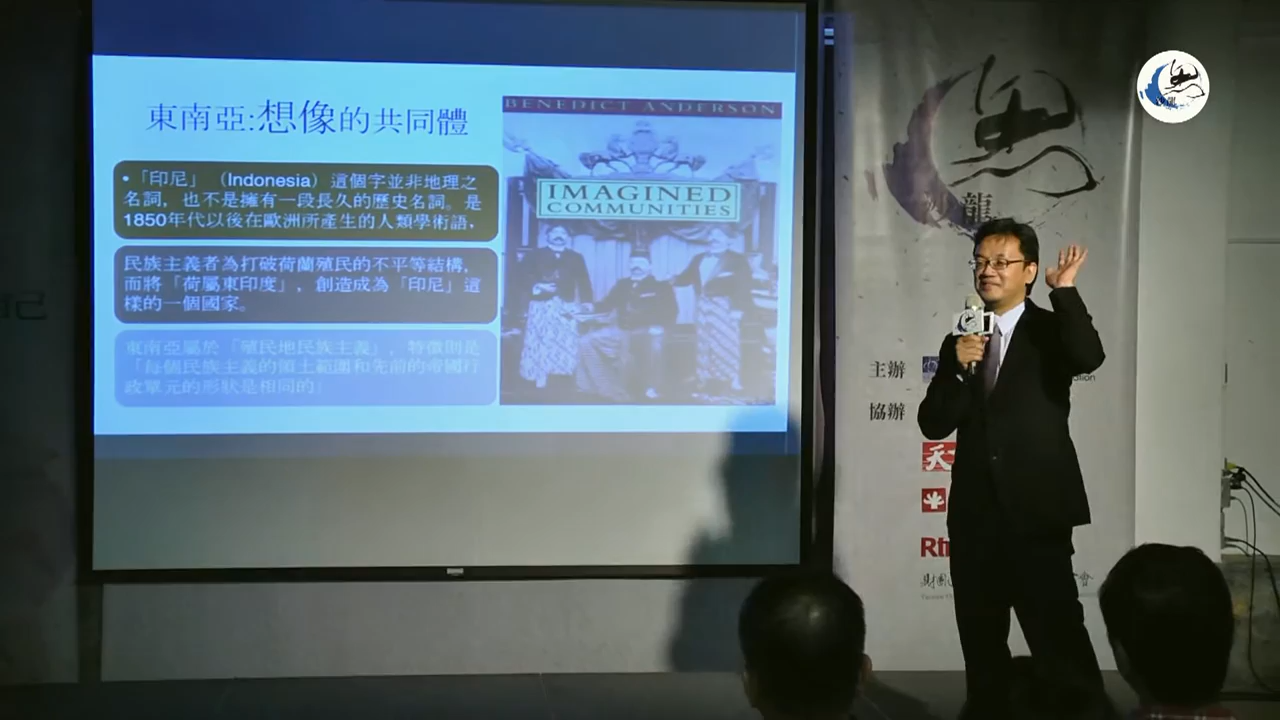 東南亞:想像的共同體
•「印尼」（Indonesia）這個字並非地理之
名詞，也不是擁有一段長久的歷史名詞。是
1850年代以後在歐洲所產生的人類學術語，
民族主義者為打破荷蘭殖民的不平等結構，
而將「荷屬東印度」，創造成為「印尼」這
樣的一個國家。
東南亞屬於「殖民地民族主義」，特徵則是
「每個民族主義的領土範圍和先前的帝國行
政單元的形狀是相同的」
BENEDICT ANDERSON
IMAGINED
COMMUNITIES
龍
主辦
協辦
天